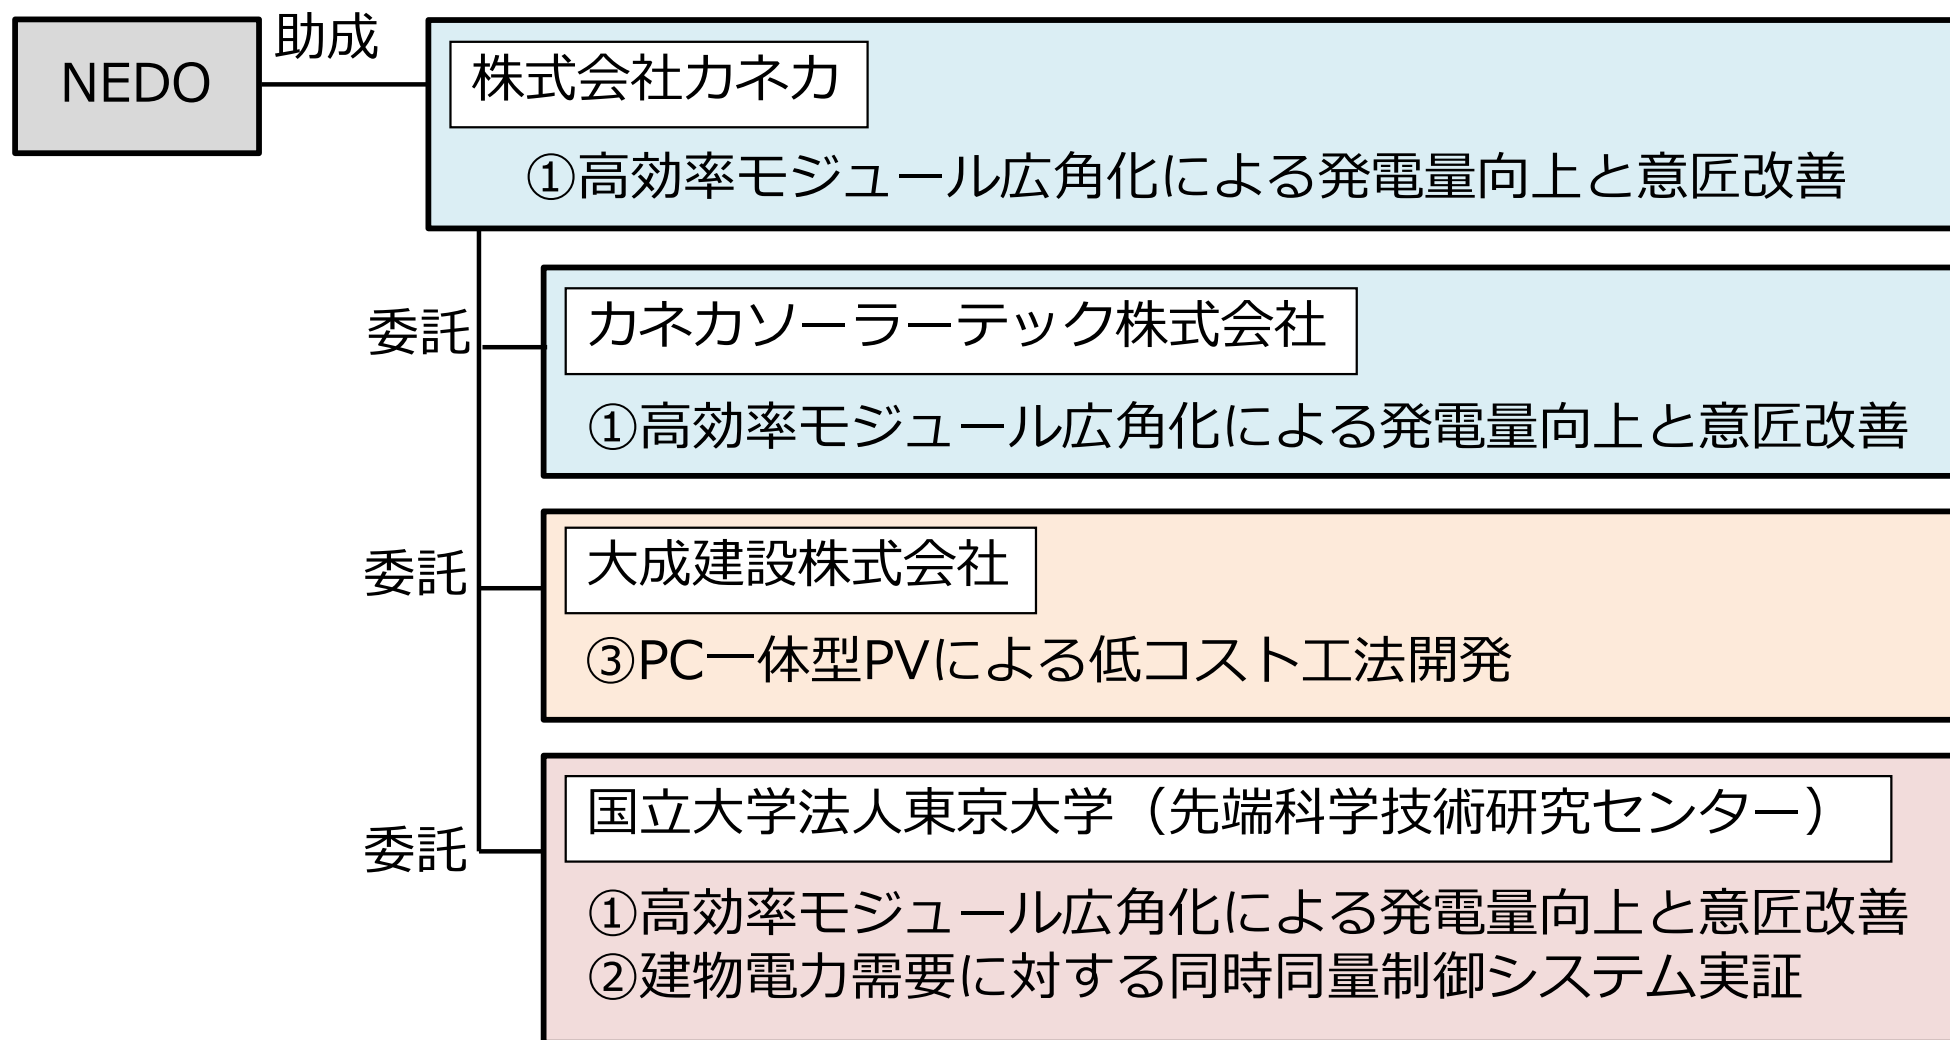 NEDO
助成
株式会社カネカ
①高効率モジュール広角化による発電量向上と意匠改善
委託
カネカソーラーテック株式会社
①高効率モジュール広角化による発電量向上と意匠改善
委託
大成建設株式会社
③PC一体型PVによる低コスト工法開発
委託
国立大学法人東京大学（先端科学技術研究センター）
①高効率モジュール広角化による発電量向上と意匠改善
②建物電力需要に対する同時同量制御システム実証